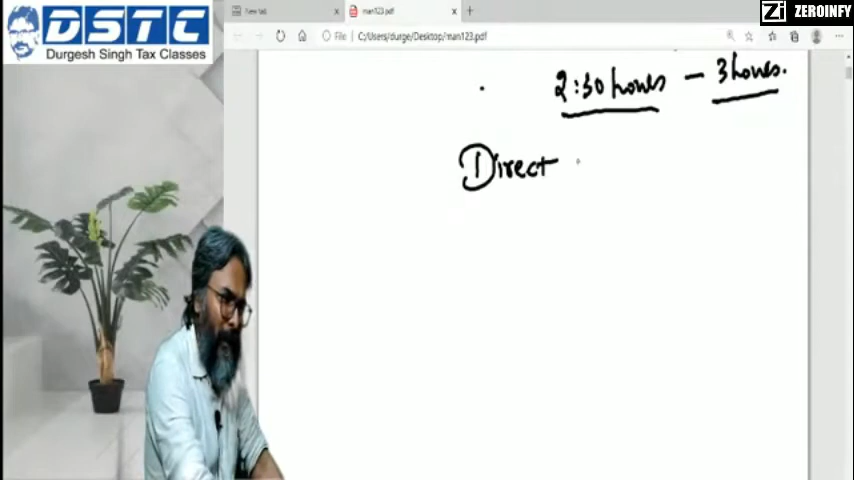 DSTC
Durgesh Singh Tax Classes
New tab
man123.pdf
Zi ZEROINFY
File C:/Users/durge/Desktop/man123.pdf
2:30 hours — 3 hours.
Direct